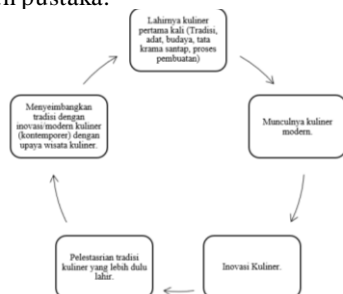 pustaka.
Lahirnya kuliner
pertama kali (Tradisi,
adat, budaya, tata
krama santap, proses
pembuatan)
Munculnya kuliner
modern.
Inovasi Kuliner.
Pelestasrian tradisi
kuliner yang lebih dulu
lahir.
Menyeimbangkan
tradisi dengan
inovasi/modern kuliner
(kontemporer) dengan
upaya wisata kuliner.